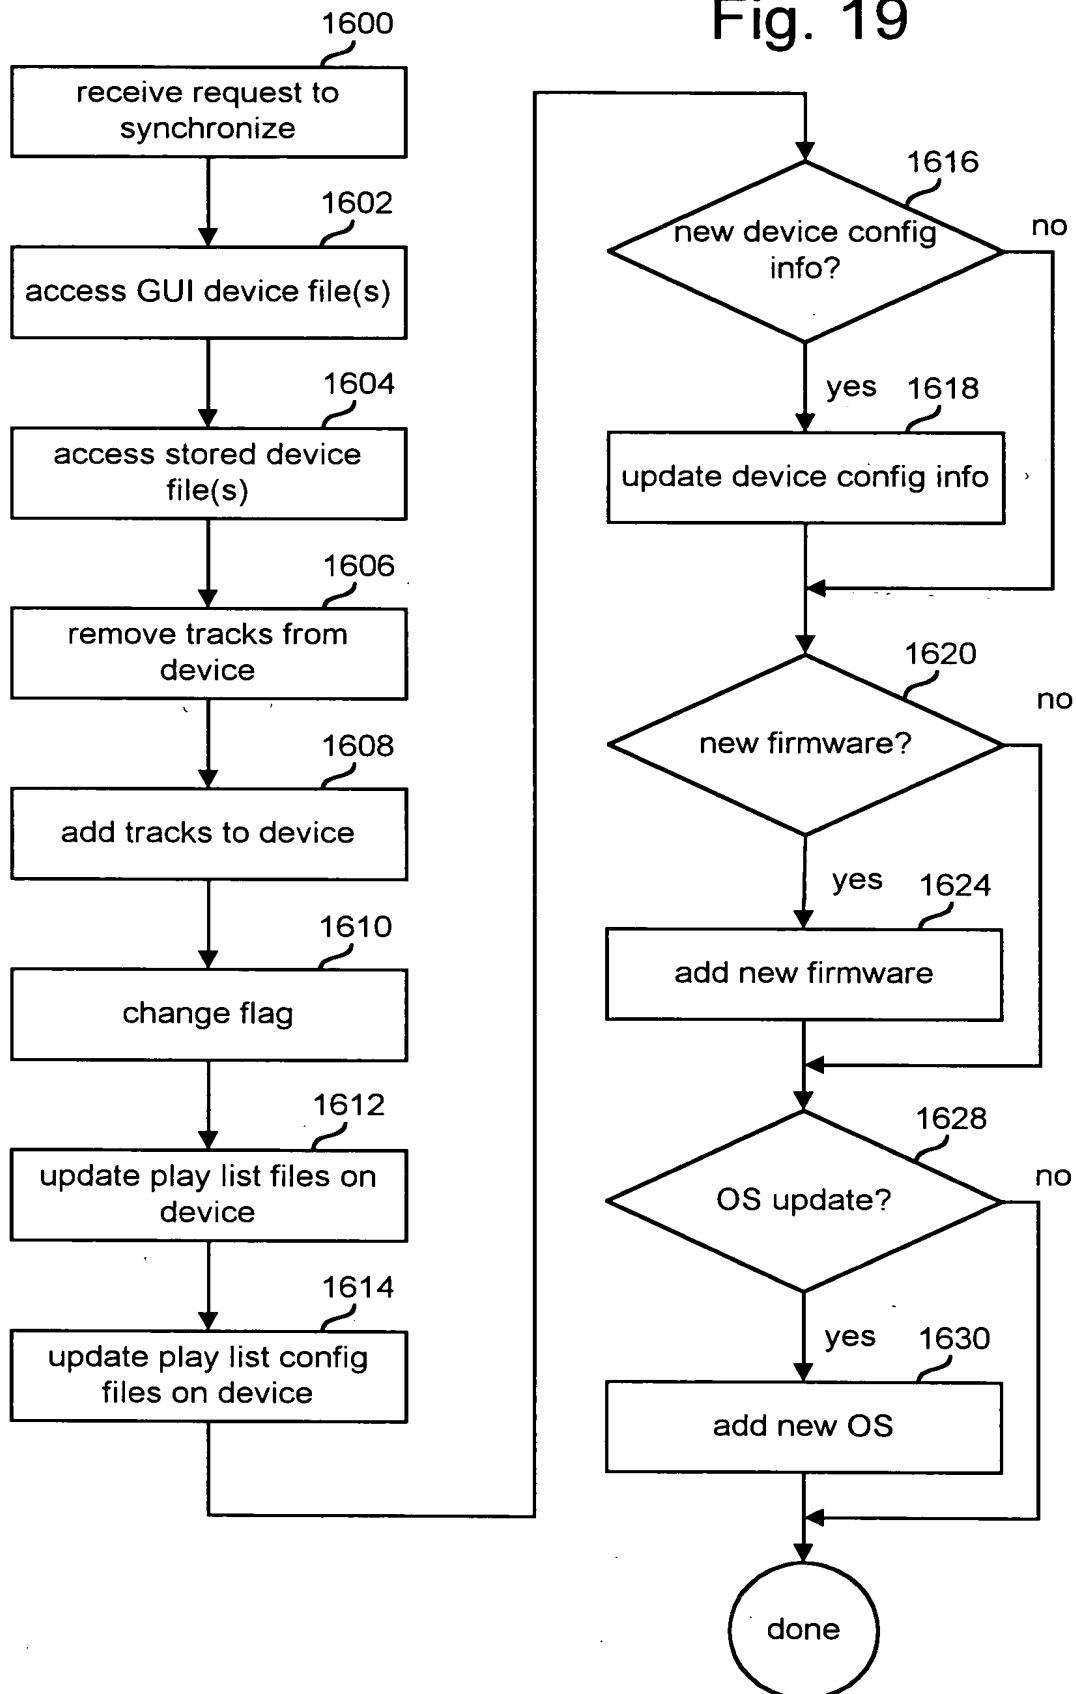 Fig. 19
1600
receive request to
synchronize
1602
access GUI device file(s)
1604
access stored device
file(s)
1606
remove tracks from
device
1608
add tracks to device
1610
change flag
1612
update play list files on
device
1614
update play list config
files on device
1616
new device config
info?
no
yes
1618
update device config info
1620
new firmware?
no
yes
1624
add new firmware
1628
OS update?
no
yes
1630
add new OS
done